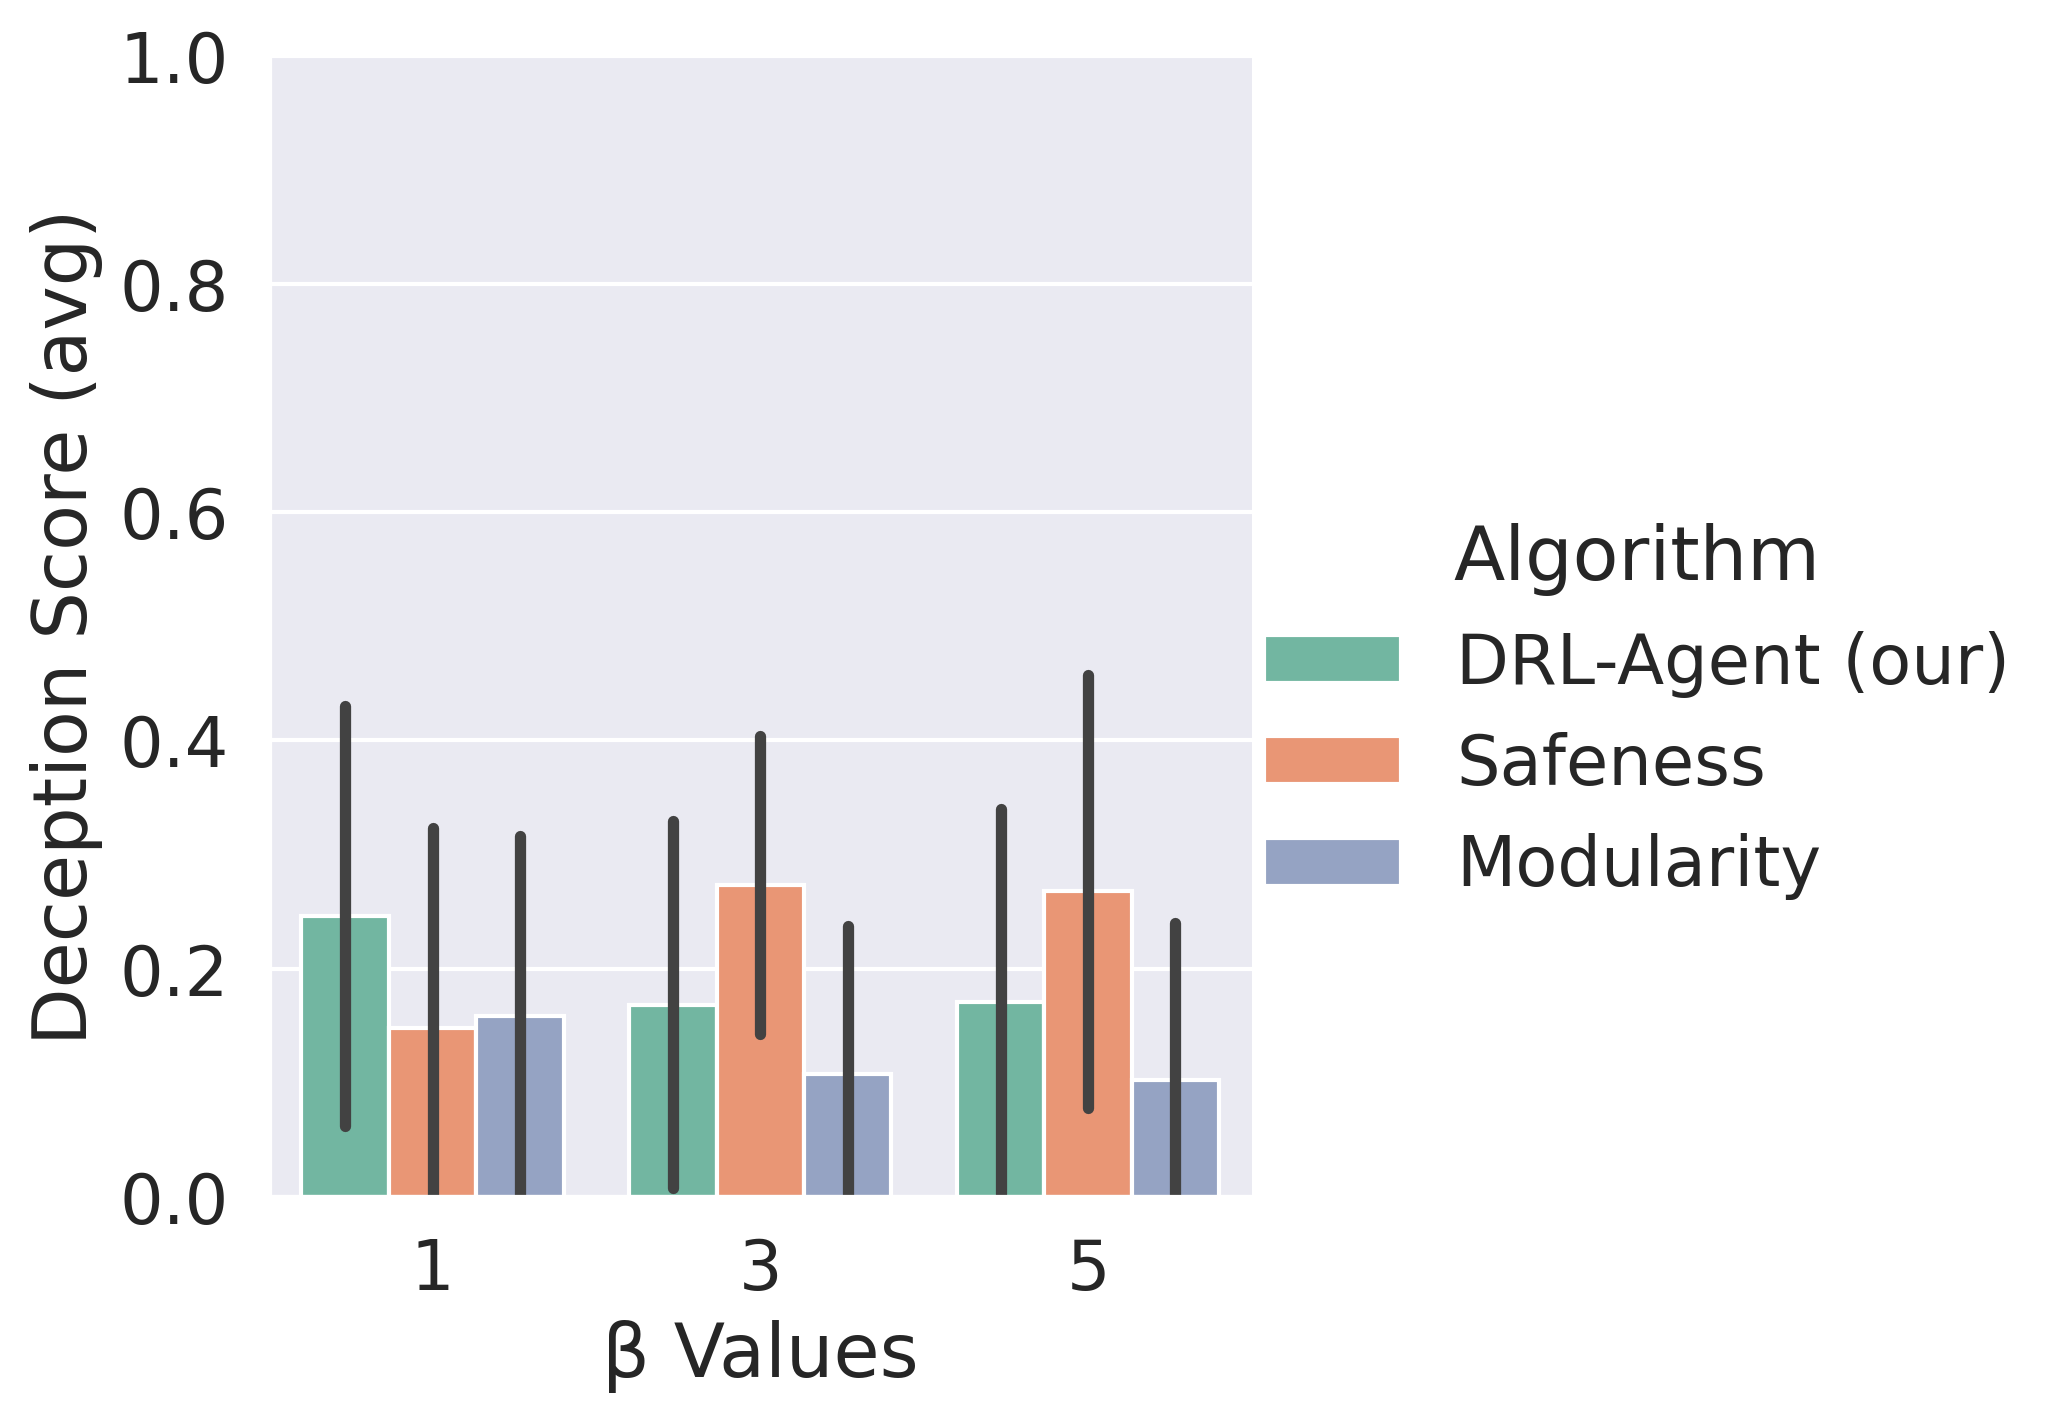 1.0
0.8
0.6
0.4
0.2
0.0
Deception Score (avg)
1 3 5
β Values
Algorithm
DRL-Agent (our)
Safeness
Modularity